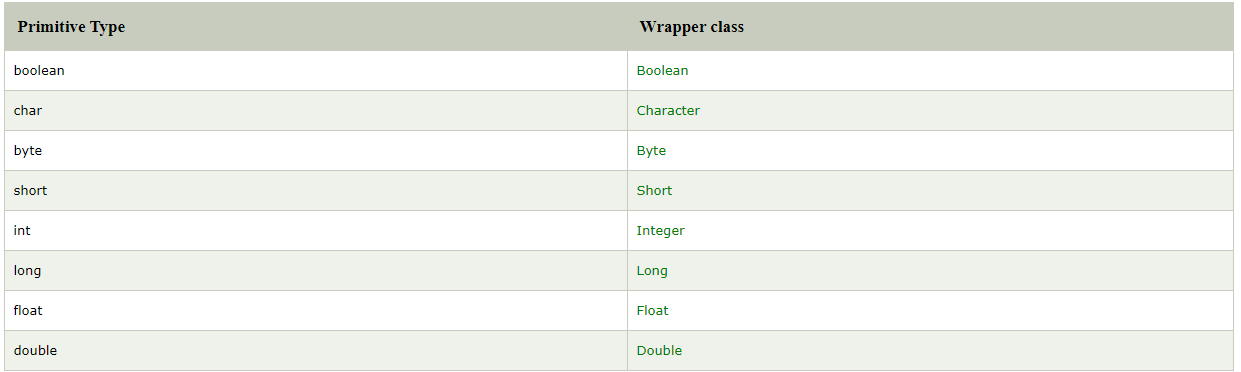 Primitive Type Wrapper class
boolean Boolean
char Character
byte Byte
short Short
int Integer
long Long
float Float
double Double